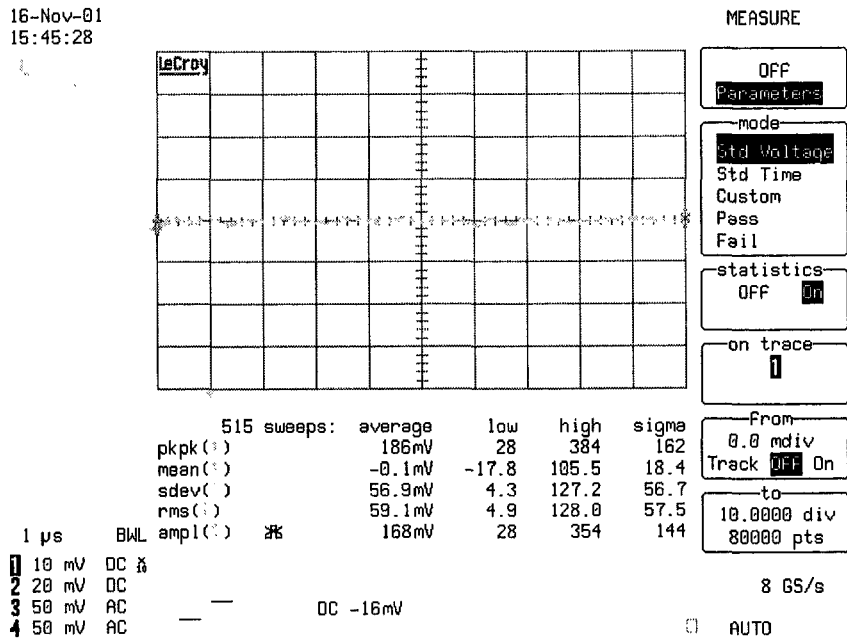 16-Nov-01
15:45:28
LeCroy
515 sweeps: average low high sigma
pkpk( ) 186mV 28 384 162
mean( ) -0.1mV -17.8 105.5 18.4
sdev( ) 56.9mV 4.3 127.2 56.7
rms( ) 59.1mV 4.9 128.0 57.5
ampl( ) 168mV 28 354 144
1 µs BWL
1 10 mV DC X10
2 20 mV DC
3 50 mV AC
4 50 mV AC
DC -16mV
MEASURE
OFF
Parameters
mode
Std Voltage
Std Time
Custom
Pass
Fail
statistics
OFF On
on trace
1
from
0.0 mdiv
Track OFF On
to
10.0000 div
80000 pts
8 GS/s
AUTO